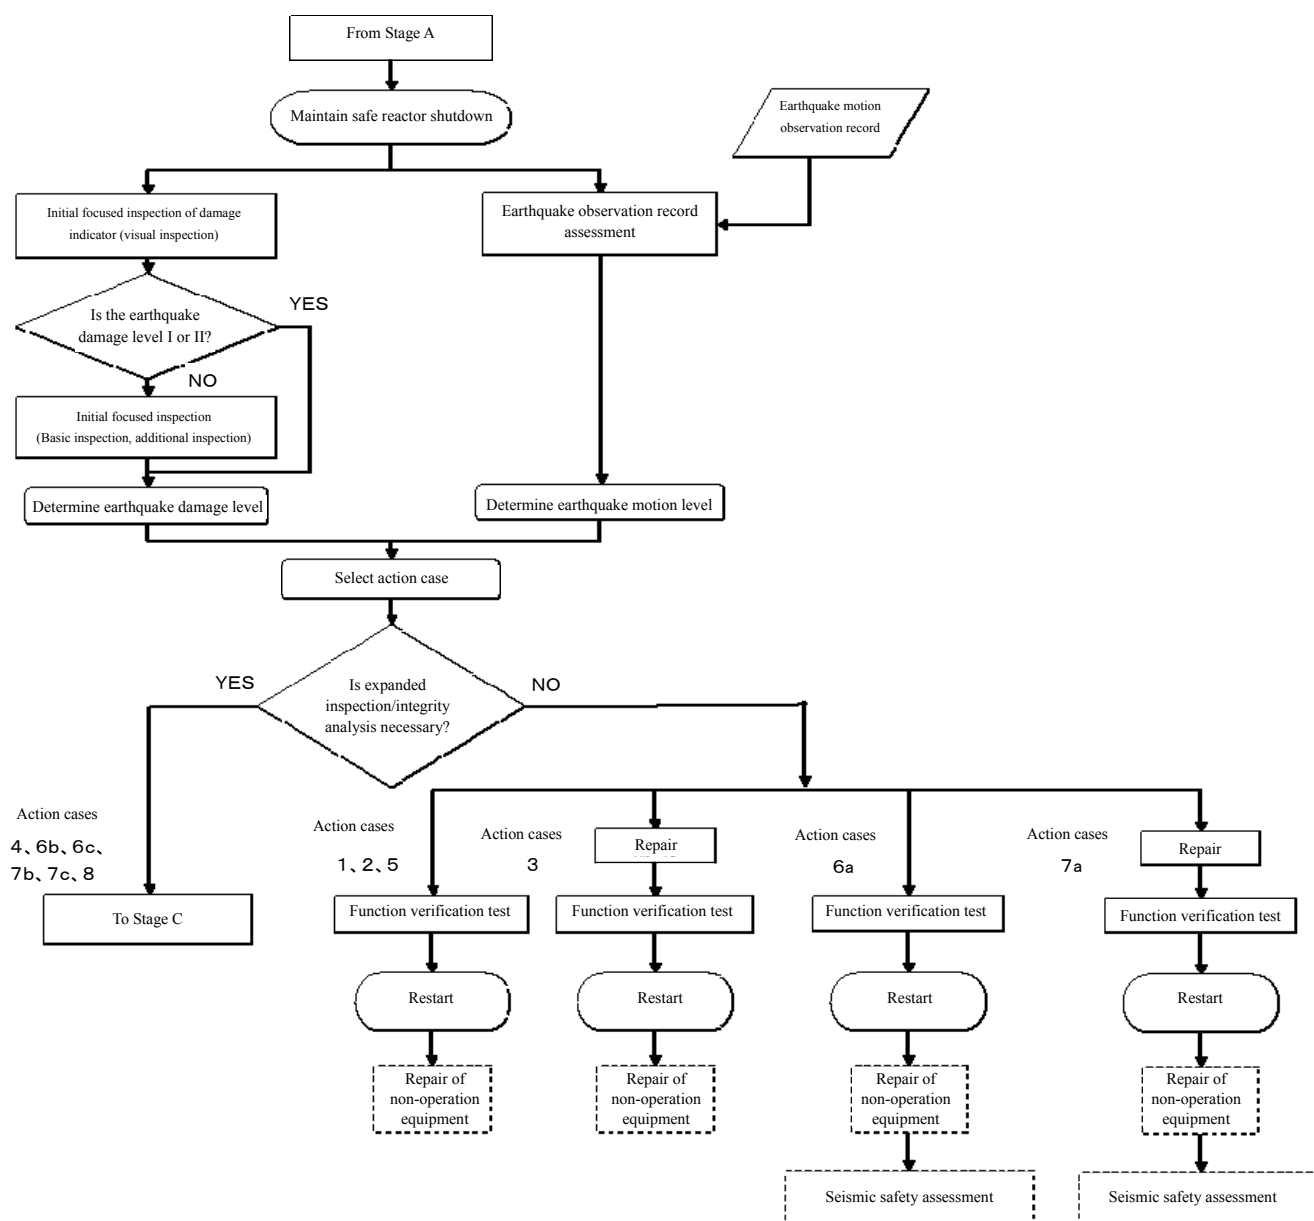 From Stage A
Maintain safe reactor shutdown
Earthquake motion
observation record
Initial focused inspection of damage
indicator (visual inspection)
Earthquake observation record
assessment
Is the earthquake
damage level I or II?
YES
NO
Initial focused inspection
(Basic inspection, additional inspection)
Determine earthquake damage level
Determine earthquake motion level
Select action case
Is expanded
inspection/integrity
analysis necessary?
YES
NO
Action cases
4、6b、6c、
7b、7c、8
To Stage C
Action cases
1、2、5
Function verification test
Restart
Repair of
non-operation
equipment
Action cases
3
Repair
Function verification test
Restart
Repair of
non-operation
equipment
Action cases
6a
Function verification test
Restart
Repair of
non-operation
equipment
Seismic safety assessment
Action cases
7a
Repair
Function verification test
Restart
Repair of
non-operation
equipment
Seismic safety assessment